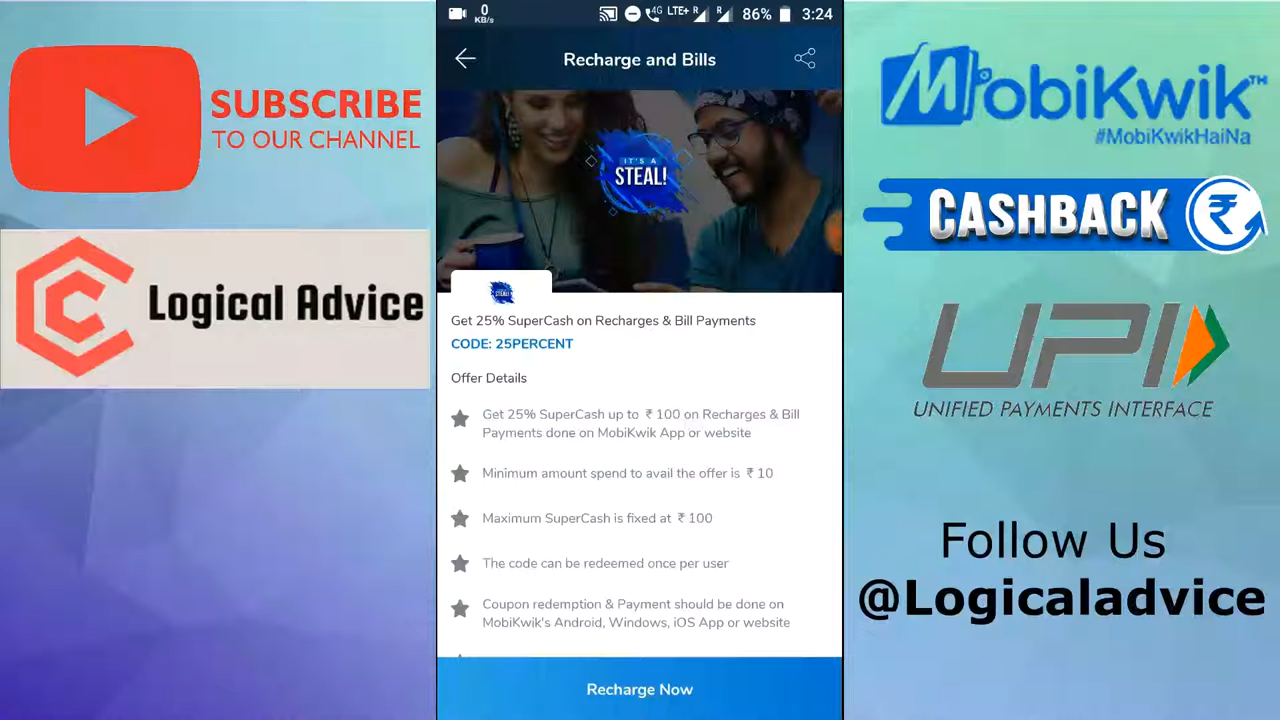 SUBSCRIBE
TO OUR CHANNEL
Logical Advice
0
KB/s
4G LTE+ R R 86% 3:24
Recharge and Bills
IT'S A
STEAL!
STEAL!
Get 25% SuperCash on Recharges & Bill Payments
CODE: 25PERCENT
Offer Details
Get 25% SuperCash up to ₹ 100 on Recharges & Bill
Payments done on MobiKwik App or website
Minimum amount spend to avail the offer is ₹ 10
Maximum SuperCash is fixed at ₹ 100
The code can be redeemed once per user
Coupon redemption & Payment should be done on
MobiKwik's Android, Windows, iOS App or website
Recharge Now
MobiKwik™
#MobiKwikHaiNa
CASHBACK ₹
UPI
UNIFIED PAYMENTS INTERFACE
Follow Us
@Logicaladvice